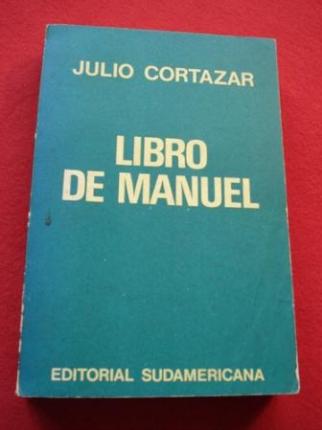 JULIO CORTAZAR
LIBRO
DE MANUEL
EDITORIAL SUDAMERICANA